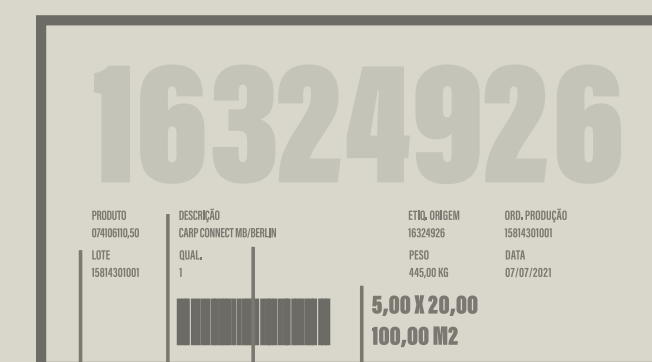 16324926
PRODUTO DESCRIÇÃO ETIQ. ORIGEM ORD. PRODUÇÃO
074106110,50 CARP CONNECT MB/BERLIN 16324926 15814301001
LOTE QUAL. PESO DATA
15814301001 1 445,00 KG 07/07/2021
5,00 X 20,00
100,00 M2